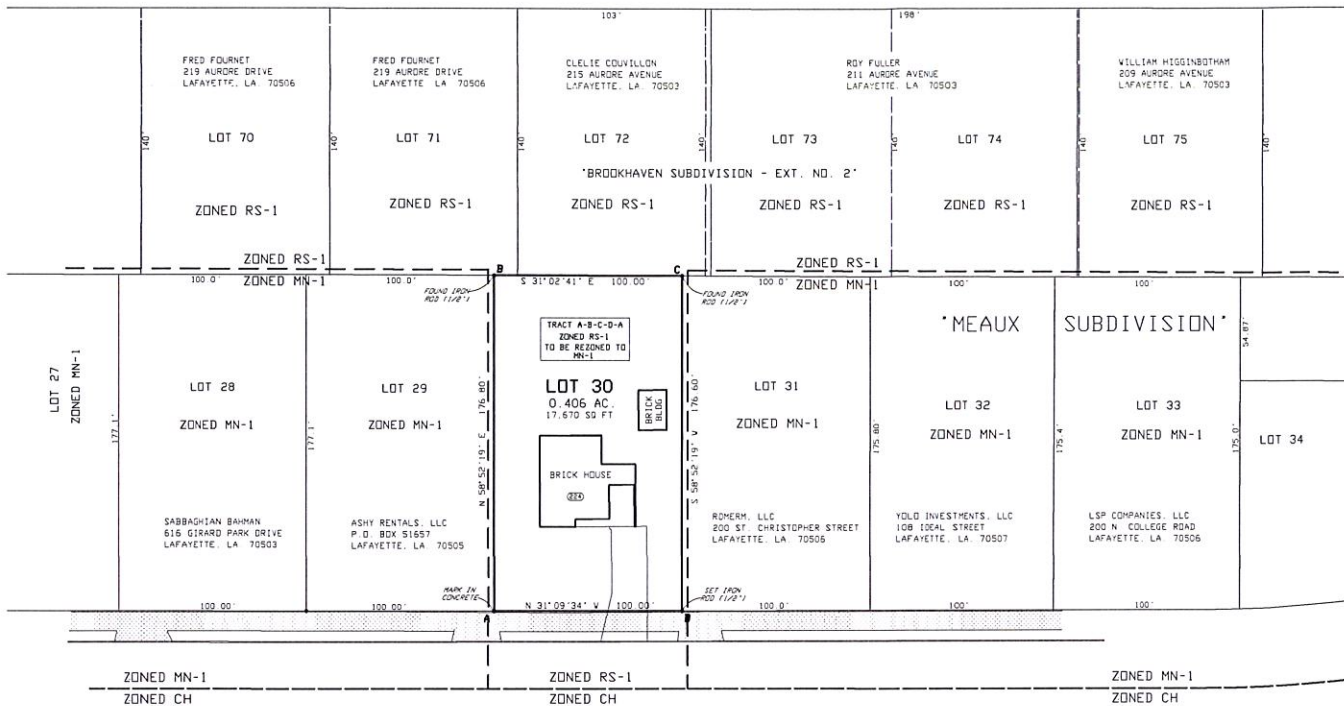 103'
198'
FRED FOURNET
219 AURORE DRIVE
LAFAYETTE, LA. 70506
FRED FOURNET
219 AURORE DRIVE
LAFAYETTE, LA 70506
CLELIE COUVILLON
215 AURORE AVENUE
LAFAYETTE, LA 70503
ROY FULLER
211 AURORE AVENUE
LAFAYETTE, LA 70503
WILLIAM HIGGINBOTHAM
209 AURORE AVENUE
LAFAYETTE, LA. 70503
140'
LOT 70
140'
LOT 71
140'
LOT 72
140'
LOT 73
140'
LOT 74
140'
LOT 75
140'
"BROOKHAVEN SUBDIVISION - EXT. NO. 2"
ZONED RS-1
ZONED RS-1
ZONED RS-1
ZONED RS-1
ZONED RS-1
ZONED RS-1
ZONED RS-1
ZONED MN-1
ZONED RS-1
ZONED MN-1
B
C
100.0'
100.0'
S 31°02'41" E 100.00'
100.0'
100'
100'
FOUND IRON
ROD (1/2")
FOUND IRON
ROD (1/2")
TRACT A-B-C-D-A
ZONED RS-1
TO BE REZONED TO
MN-1
"MEAUX SUBDIVISION"
54.87'
LOT 27
ZONED MN-1
177.1'
LOT 28
ZONED MN-1
177.1'
LOT 29
ZONED MN-1
N 58°52'19" E 176.80'
LOT 30
0.406 AC.
17,670 SQ FT
BRICK
BLDG
S 58°52'19" W 176.60'
LOT 31
ZONED MN-1
175.80'
LOT 32
ZONED MN-1
175.4'
LOT 33
ZONED MN-1
175.0'
LOT 34
BRICK HOUSE
224
SABBAGHIAN BAHMAN
616 GIRARD PARK DRIVE
LAFAYETTE, LA 70503
ASHY RENTALS, LLC
P.O. BOX 51657
LAFAYETTE, LA 70505
ROMERM, LLC
200 ST. CHRISTOPHER STREET
LAFAYETTE, LA. 70506
YOLO INVESTMENTS, LLC
108 IDEAL STREET
LAFAYETTE, LA 70507
LSP COMPANIES, LLC
200 N COLLEGE ROAD
LAFAYETTE, LA 70506
MARK IN
CONCRETE
SET IRON
ROD (1/2")
100.00'
100.00'
N 31°09'34" W 100.00'
100.0'
100'
100'
A
D
ZONED MN-1
ZONED CH
ZONED RS-1
ZONED CH
ZONED MN-1
ZONED CH